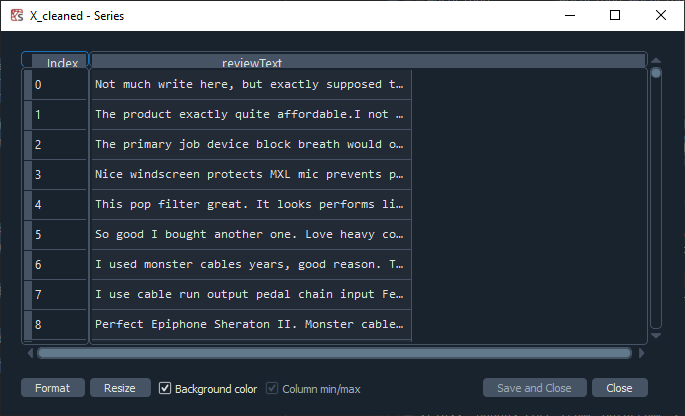 X_cleaned - Series
Index reviewText
0 Not much write here, but exactly supposed t…
1 The product exactly quite affordable.I not …
2 The primary job device block breath would o…
3 Nice windscreen protects MXL mic prevents p…
4 This pop filter great. It looks performs li…
5 So good I bought another one. Love heavy co…
6 I used monster cables years, good reason. T…
7 I use cable run output pedal chain input Fe…
8 Perfect Epiphone Sheraton II. Monster cable…
Format Resize Background color Column min/max Save and Close Close